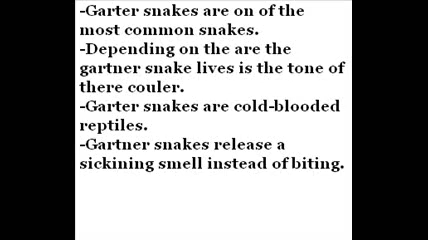 -Garter snakes are on of the
most common snakes.
-Depending on the are the
gartner snake lives is the tone of
there couler.
-Garter snakes are cold-blooded
reptiles.
-Gartner snakes release a
sickining smell instead of biting.